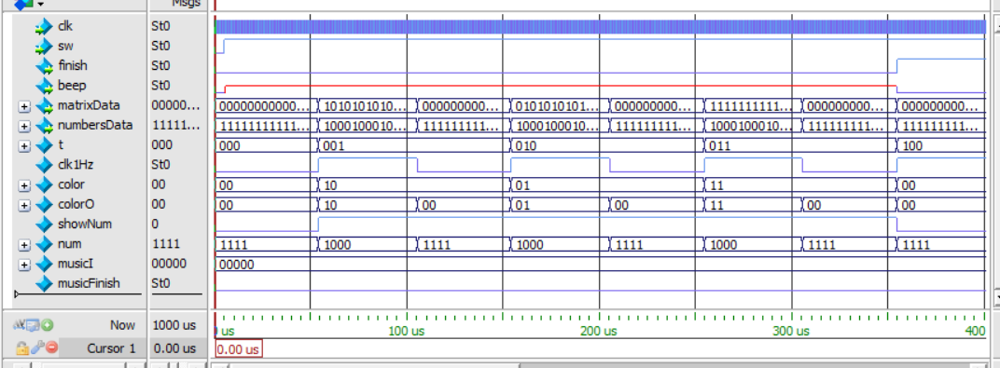 Msgs
clk St0
sw St0
finish St0
beep St0
matrixData 00000... 0000000000... 1010101010... 000000000... 0101010101... 000000000... 1111111111... 000000000... 000000000...
numbersData 11111... 11111111111... 1000100010... 111111111... 1000100010... 111111111... 1000100010... 111111111... 111111111...
t 000 000 001 010 011 100
clk1Hz St0
color 00 00 10 01 11 00
colorO 00 00 10 00 01 00 11 00 00
showNum 0
num 1111 1111 1000 1111 1000 1111 1000 1111 1111
musicI 00000 00000
musicFinish St0
Now 1000 us us 100 us 200 us 300 us 400
Cursor 1 0.00 us 0.00 us